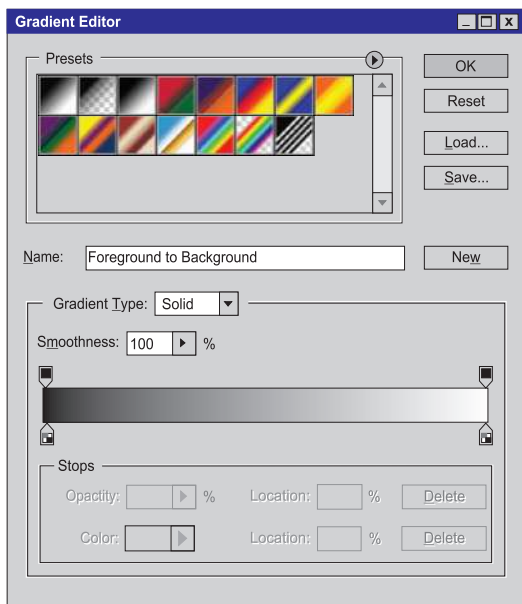 Gradient Editor
Presets
OK
Reset
Load...
Save...
Name: Foreground to Background New
Gradient Type: Solid
Smoothness: 100 %
Stops
Opactity: % Location: % Delete
Color: Location: % Delete